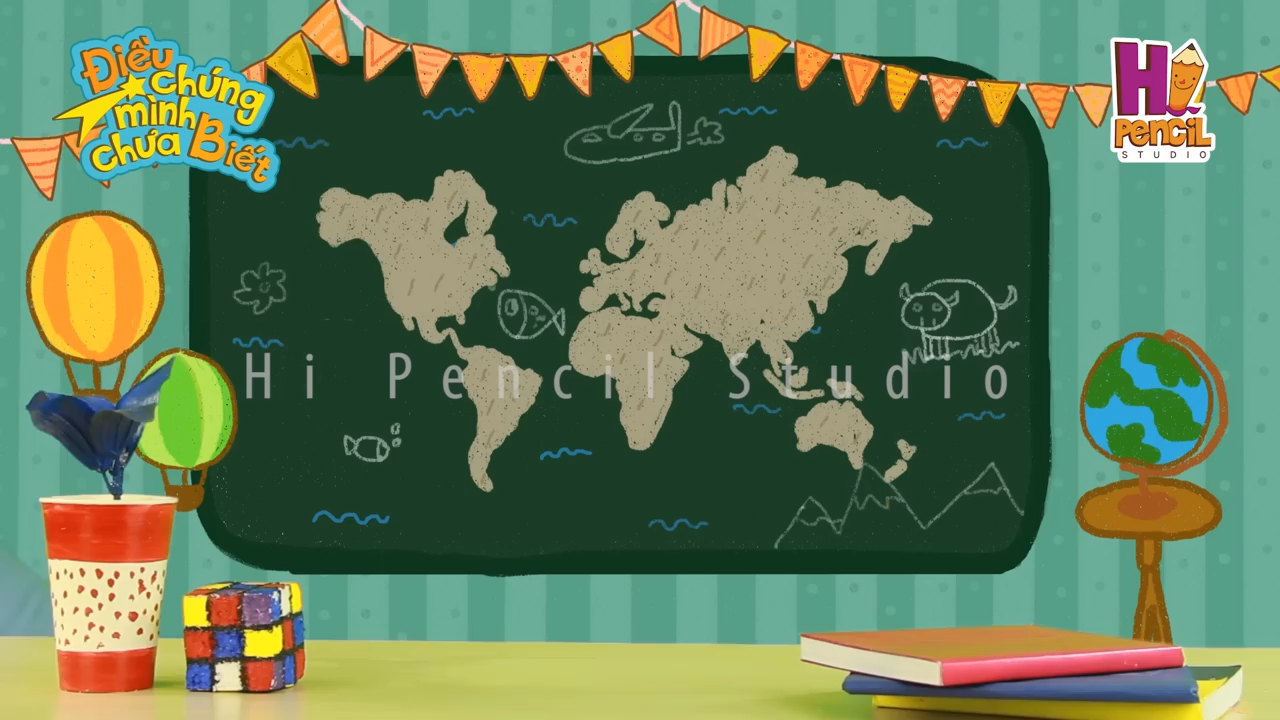 Điều
chúng
mình
chưa Biết
Hi
Pencil
STUDIO
Hi Pencil Studio